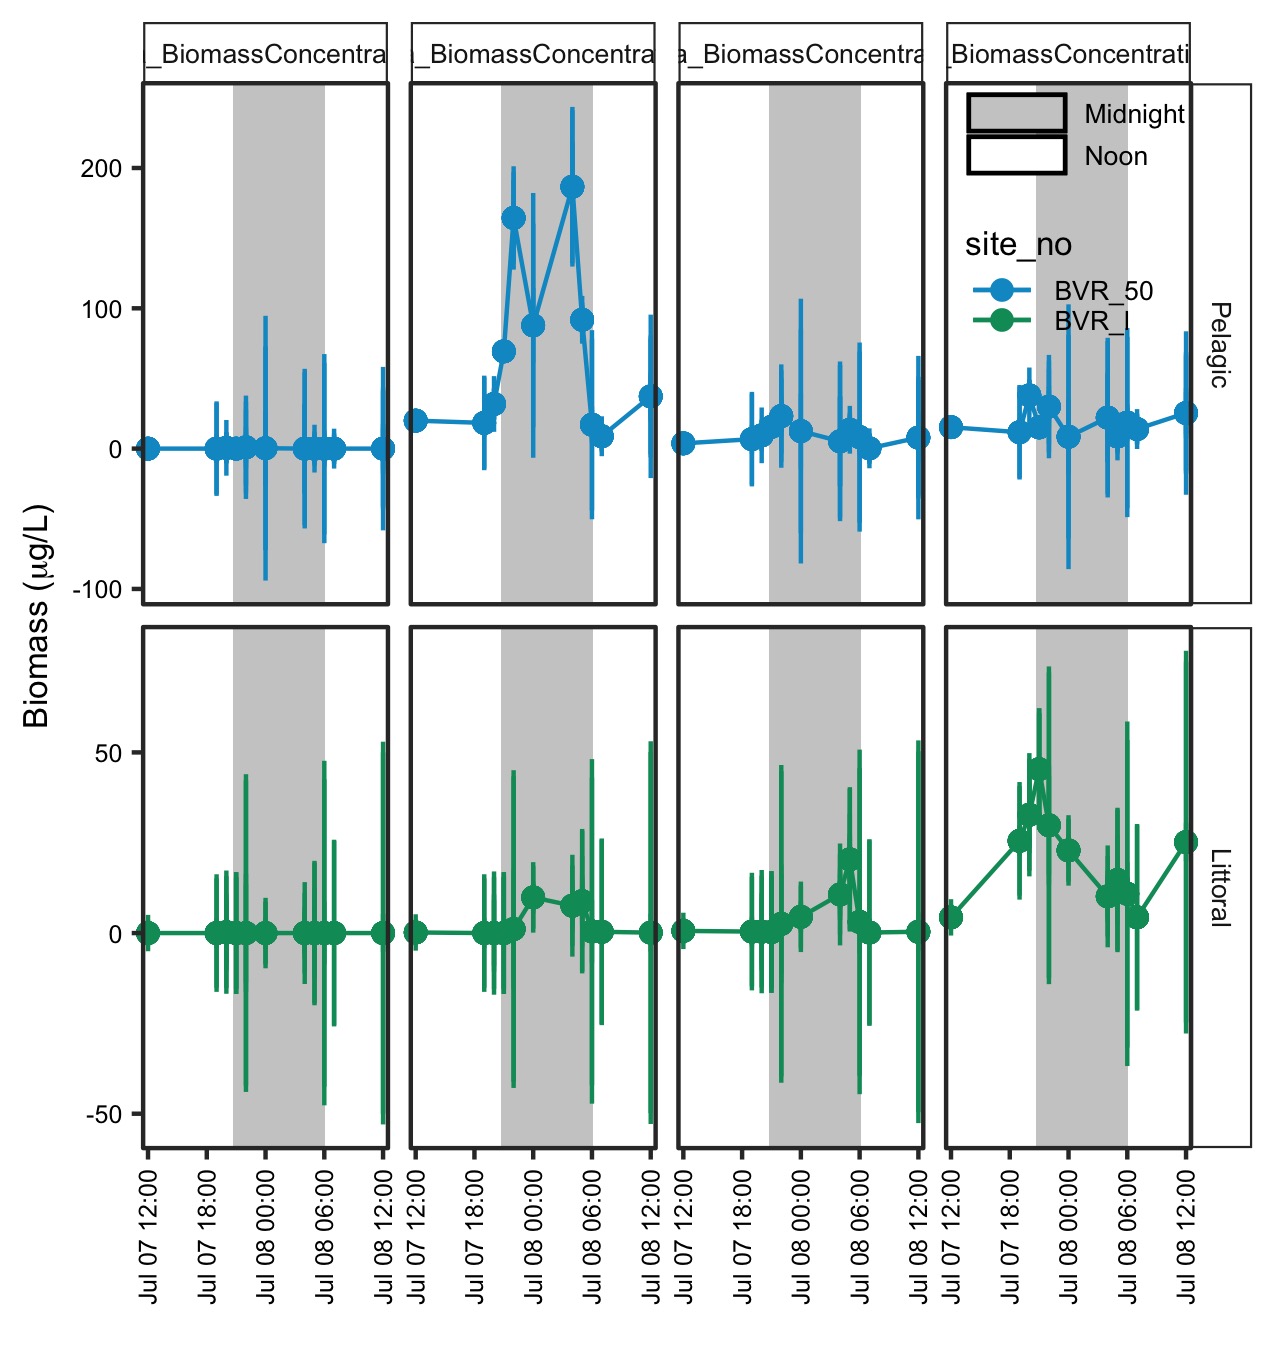 _BiomassConcentra
_BiomassConcentra
a_BiomassConcentra
_BiomassConcentrati
Midnight
Noon
site_no
BVR_50
BVR_l
200
100
0
-100
Pelagic
50
0
-50
Littoral
Biomass (µg/L)
Jul 07 12:00
Jul 07 18:00
Jul 08 00:00
Jul 08 06:00
Jul 08 12:00
Jul 07 12:00
Jul 07 18:00
Jul 08 00:00
Jul 08 06:00
Jul 08 12:00
Jul 07 12:00
Jul 07 18:00
Jul 08 00:00
Jul 08 06:00
Jul 08 12:00
Jul 07 12:00
Jul 07 18:00
Jul 08 00:00
Jul 08 06:00
Jul 08 12:00